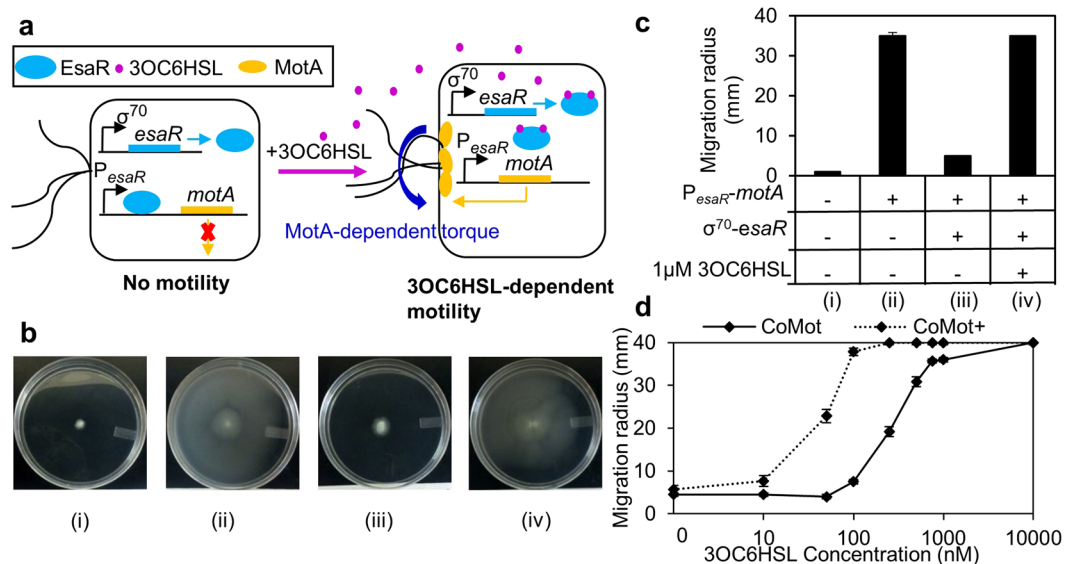 a
EsaR 3OC6HSL MotA
σ70
esaR
PesaR
motA
No motility
+3OC6HSL
MotA-dependent torque
σ70
esaR
PesaR
motA
3OC6HSL-dependent
motility
b
(i) (ii) (iii) (iv)
c
Migration radius
(mm)
40
30
20
10
0
PesaR-motA - + + +
σ70-esaR - - + +
1µM 3OC6HSL - - - +
(i) (ii) (iii) (iv)
d
CoMot CoMot+
Migration radius (mm)
40
30
20
10
0
0 10 100 1000 10000
3OC6HSL Concentration (nM)